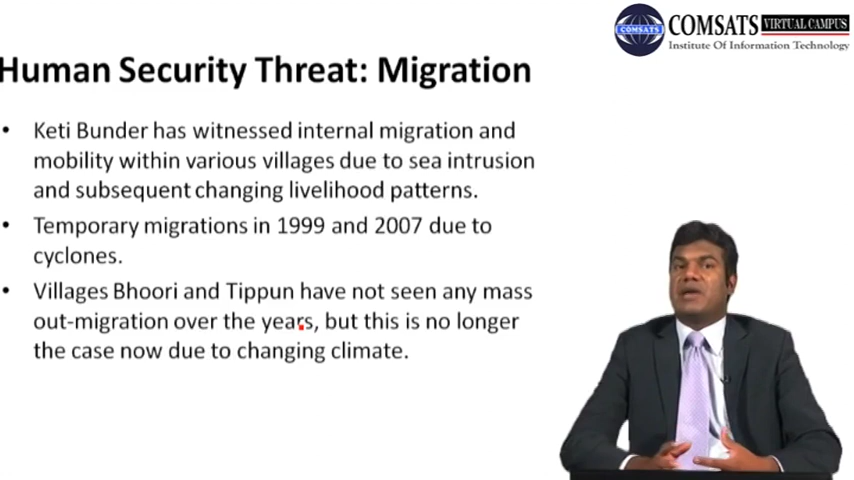 COMSATS
COMSATS VIRTUAL CAMPUS
Institute Of Information Technology
Human Security Threat: Migration
• Keti Bunder has witnessed internal migration and
mobility within various villages due to sea intrusion
and subsequent changing livelihood patterns.
• Temporary migrations in 1999 and 2007 due to
cyclones.
• Villages Bhoori and Tippun have not seen any mass
out-migration over the years, but this is no longer
the case now due to changing climate.